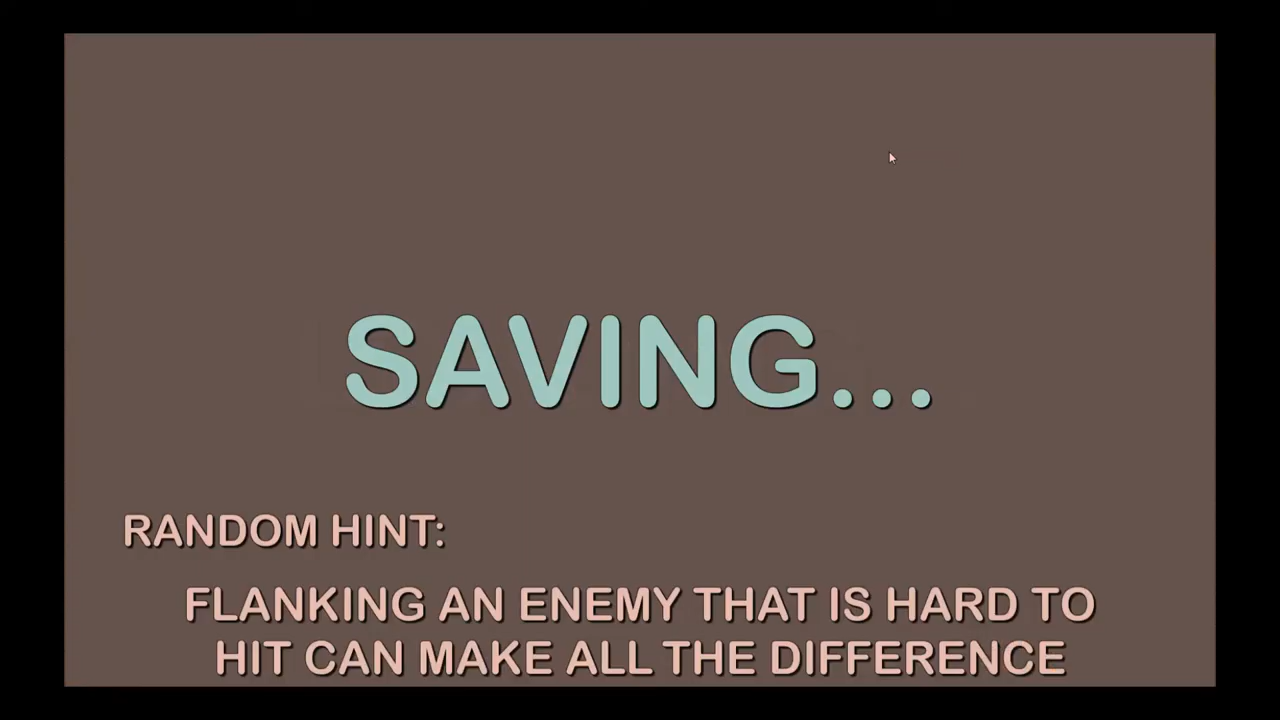 SAVING...
RANDOM HINT:
FLANKING AN ENEMY THAT IS HARD TO
HIT CAN MAKE ALL THE DIFFERENCE